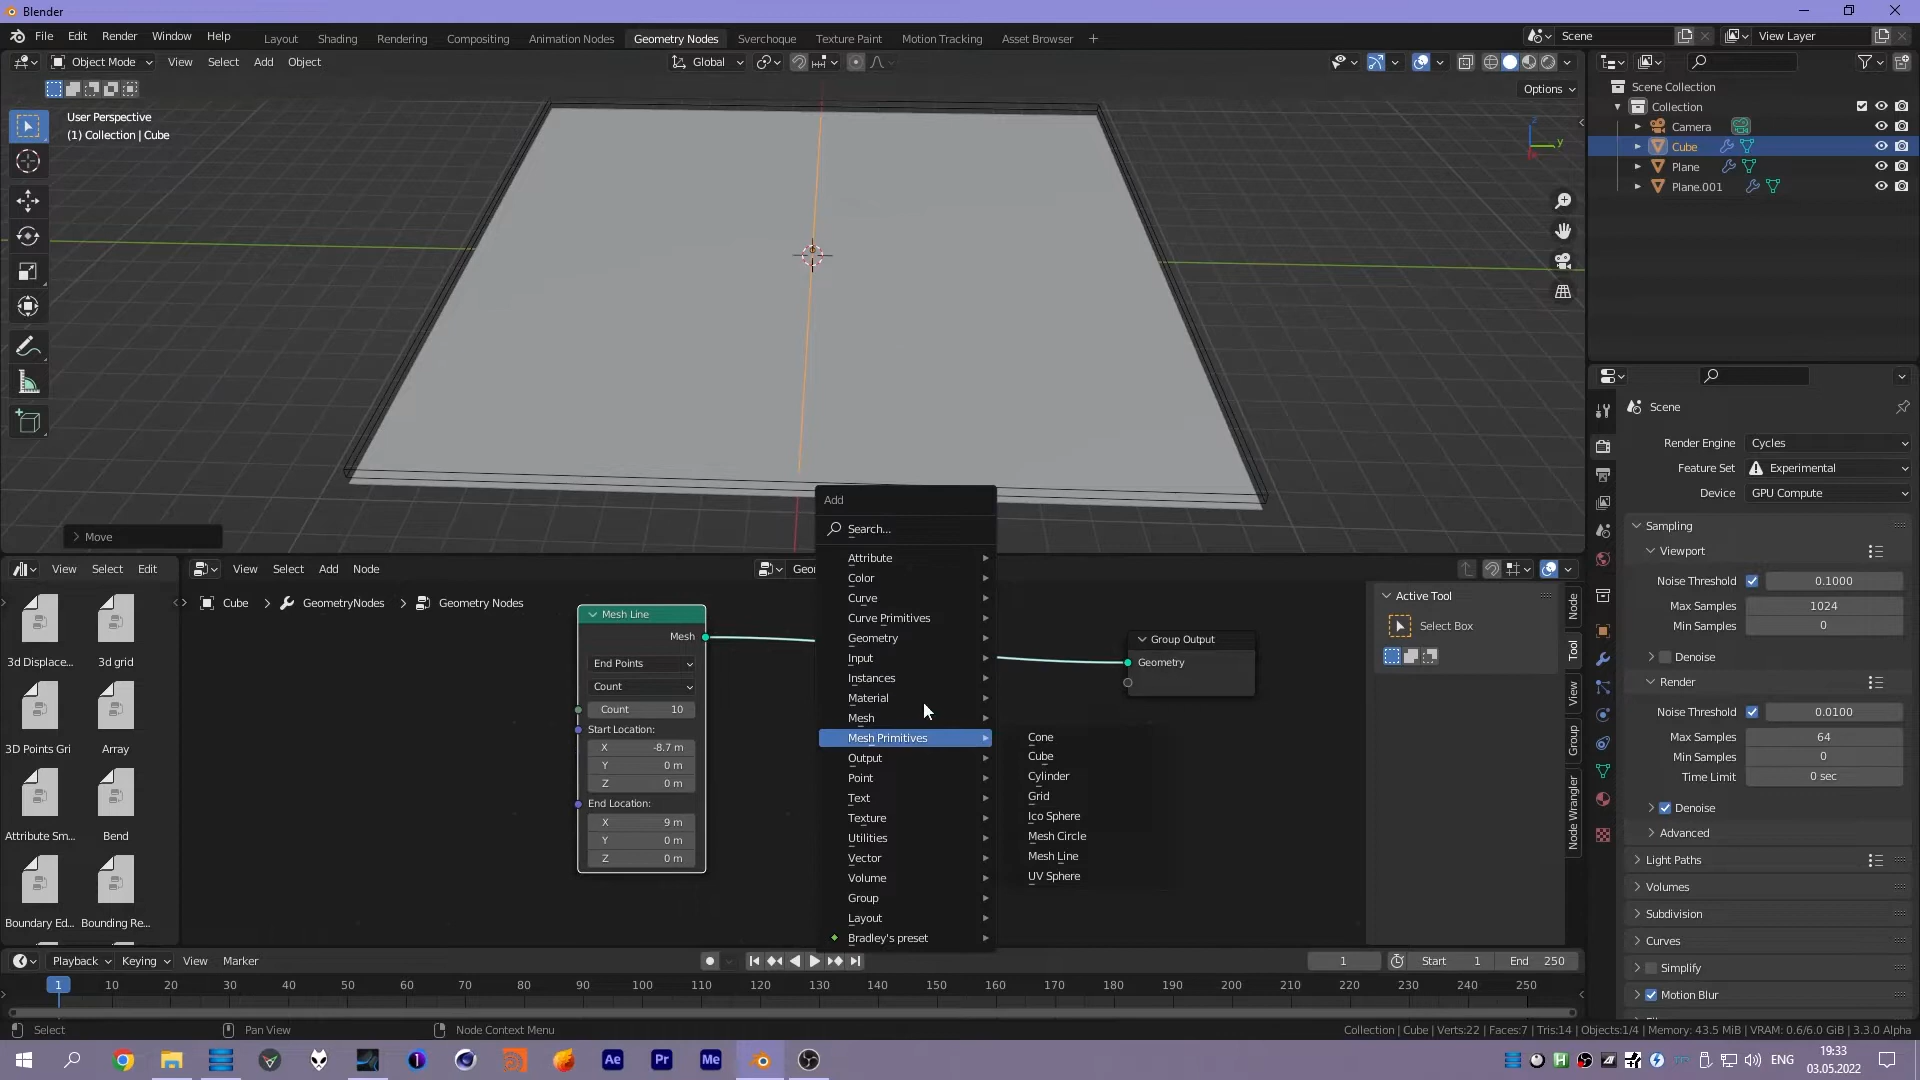 Blender
File Edit Render Window Help Layout Shading Rendering Compositing Animation Nodes Geometry Nodes Sverchoque Texture Paint Motion Tracking Asset Browser + Scene View Layer
Object Mode View Select Add Object Global
Options
User Perspective
(1) Collection | Cube
Z
Y
Move
Scene Collection
Collection
Camera
Cube
Plane
Plane.001
Scene
Render Engine Cycles
Feature Set Experimental
Device GPU Compute
Sampling
Viewport
Noise Threshold 0.1000
Max Samples 1024
Min Samples 0
Denoise
Render
Noise Threshold 0.0100
Max Samples 64
Min Samples 0
Time Limit 0 sec
Denoise
Advanced
Light Paths
Volumes
Subdivision
Curves
Simplify
Motion Blur
View Select Edit
3d Displace... 3d grid
3D Points Gri Array
Attribute Sm... Bend
Boundary Ed... Bounding Re...
View Select Add Node Geor
Cube > GeometryNodes > Geometry Nodes
Mesh Line
Mesh
End Points
Count
Count 10
Start Location:
X -8.7 m
Y 0 m
Z 0 m
End Location:
X 9 m
Y 0 m
Z 0 m
Add
Search...
Attribute
Color
Curve
Curve Primitives
Geometry
Input
Instances
Material
Mesh
Mesh Primitives
Output
Point
Text
Texture
Utilities
Vector
Volume
Group
Layout
Bradley's preset
Cone
Cube
Cylinder
Grid
Ico Sphere
Mesh Circle
Mesh Line
UV Sphere
Group Output
Geometry
Active Tool
Select Box
Node
Tool
View
Group
Node Wrangler
Playback Keying View Marker 1 Start 1 End 250
1 10 20 30 40 50 60 70 80 90 100 110 120 130 140 150 160 170 180 190 200 210 220 230 240 250
Select Pan View Node Context Menu Collection | Cube | Verts:22 | Faces:7 | Tris:14 | Objects:1/4 | Memory: 43.5 MiB | VRAM: 0.6/6.0 GiB | 3.3.0 Alpha
Ae Pr Me ENG 19:33
03.05.2022